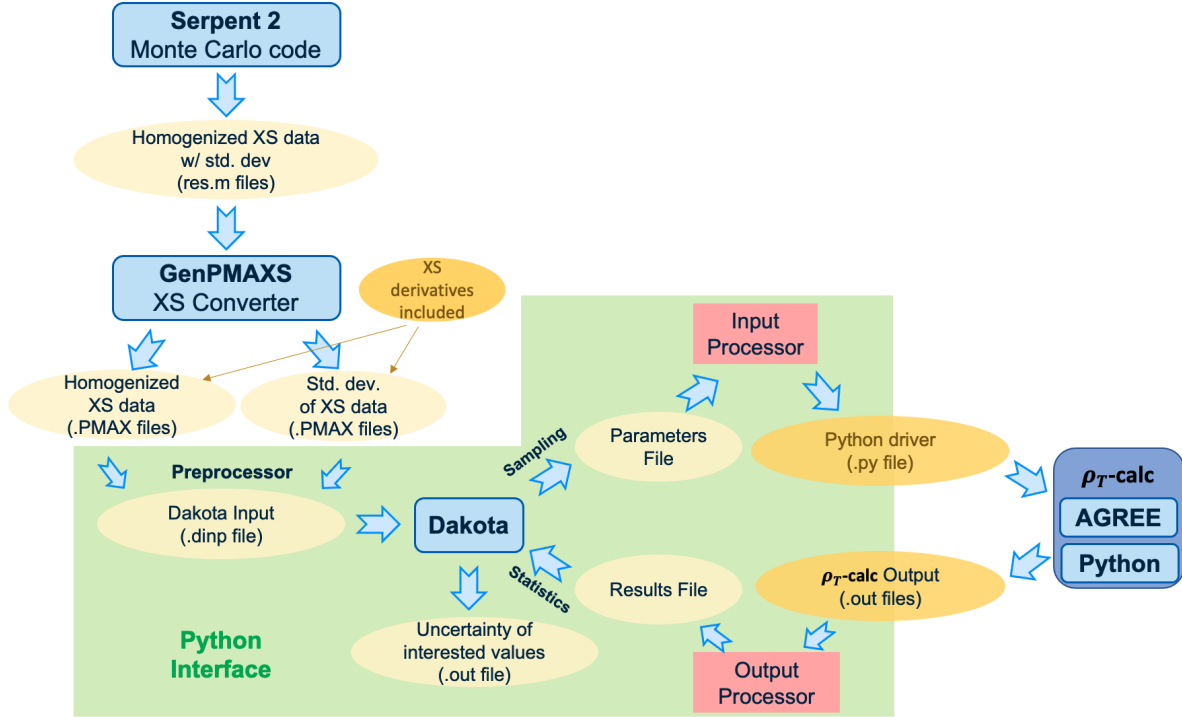 Serpent 2
Monte Carlo code
Homogenized XS data
w/ std. dev
(res.m files)
GenPMAXS
XS Converter
XS
derivatives
included
Homogenized
XS data
(.PMAX files)
Std. dev.
of XS data
(.PMAX files)
Input
Processor
Preprocessor
Sampling
Parameters
File
Python driver
(.py file)
Dakota Input
(.dinp file)
Dakota
ρ_T-calc
AGREE
Python
Statistics
Results File
ρ_T-calc Output
(.out files)
Python
Interface
Uncertainty of
interested values
(.out file)
Output
Processor